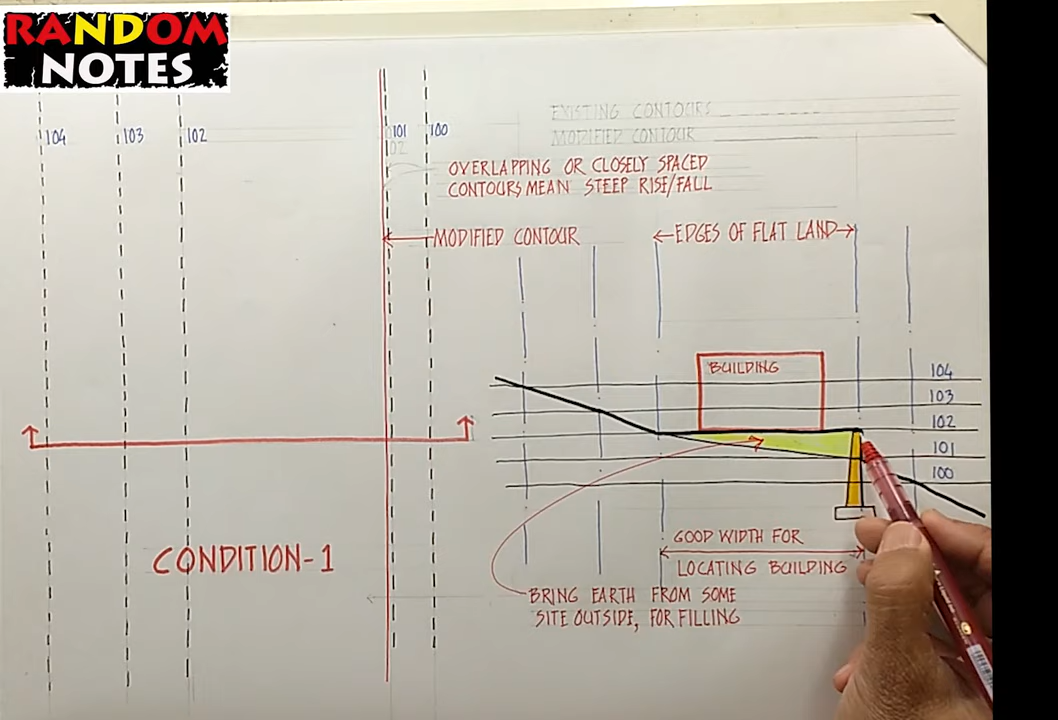 RANDOM
NOTES
104
103
102
101
100
02
EXISTING CONTOURS
MODIFIED CONTOUR
OVERLAPPING OR CLOSELY SPACED
CONTOURS MEAN STEEP RISE/FALL
MODIFIED CONTOUR
EDGES OF FLAT LAND
BUILDING
104
103
102
101
100
CONDITION-1
GOOD WIDTH FOR
LOCATING BUILDING
BRING EARTH FROM SOME
SITE OUTSIDE, FOR FILLING